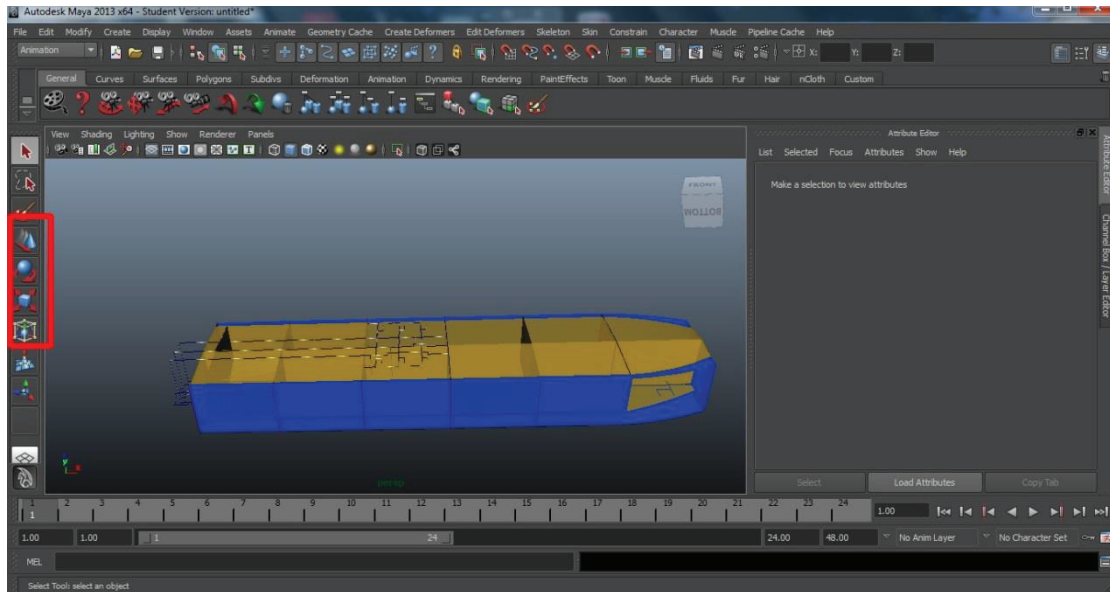 Autodesk Maya 2013 x64 - Student Version: untitled*
File Edit Modify Create Display Window Assets Animate Geometry Cache Create Deformers Edit Deformers Skeleton Skin Constrain Character Muscle Pipeline Cache Help
Animation X: Y: Z:
General Curves Surfaces Polygons Subdivs Deformation Animation Dynamics Rendering PaintEffects Toon Muscle Fluids Fur Hair nCloth Custom
View Shading Lighting Show Renderer Panels
Attribute Editor
List Selected Focus Attributes Show Help
Make a selection to view attributes
Attribute Editor
Channel Box / Layer Editor
FRONT
BOTTOM
y
x
persp
Select Load Attributes Copy Tab
1 2 3 4 5 6 7 8 9 10 11 12 13 14 15 16 17 18 19 20 21 22 23 24
1 1.00
1.00 1.00 1 24 24.00 48.00 No Anim Layer No Character Set
MEL
Select Tool: select an object